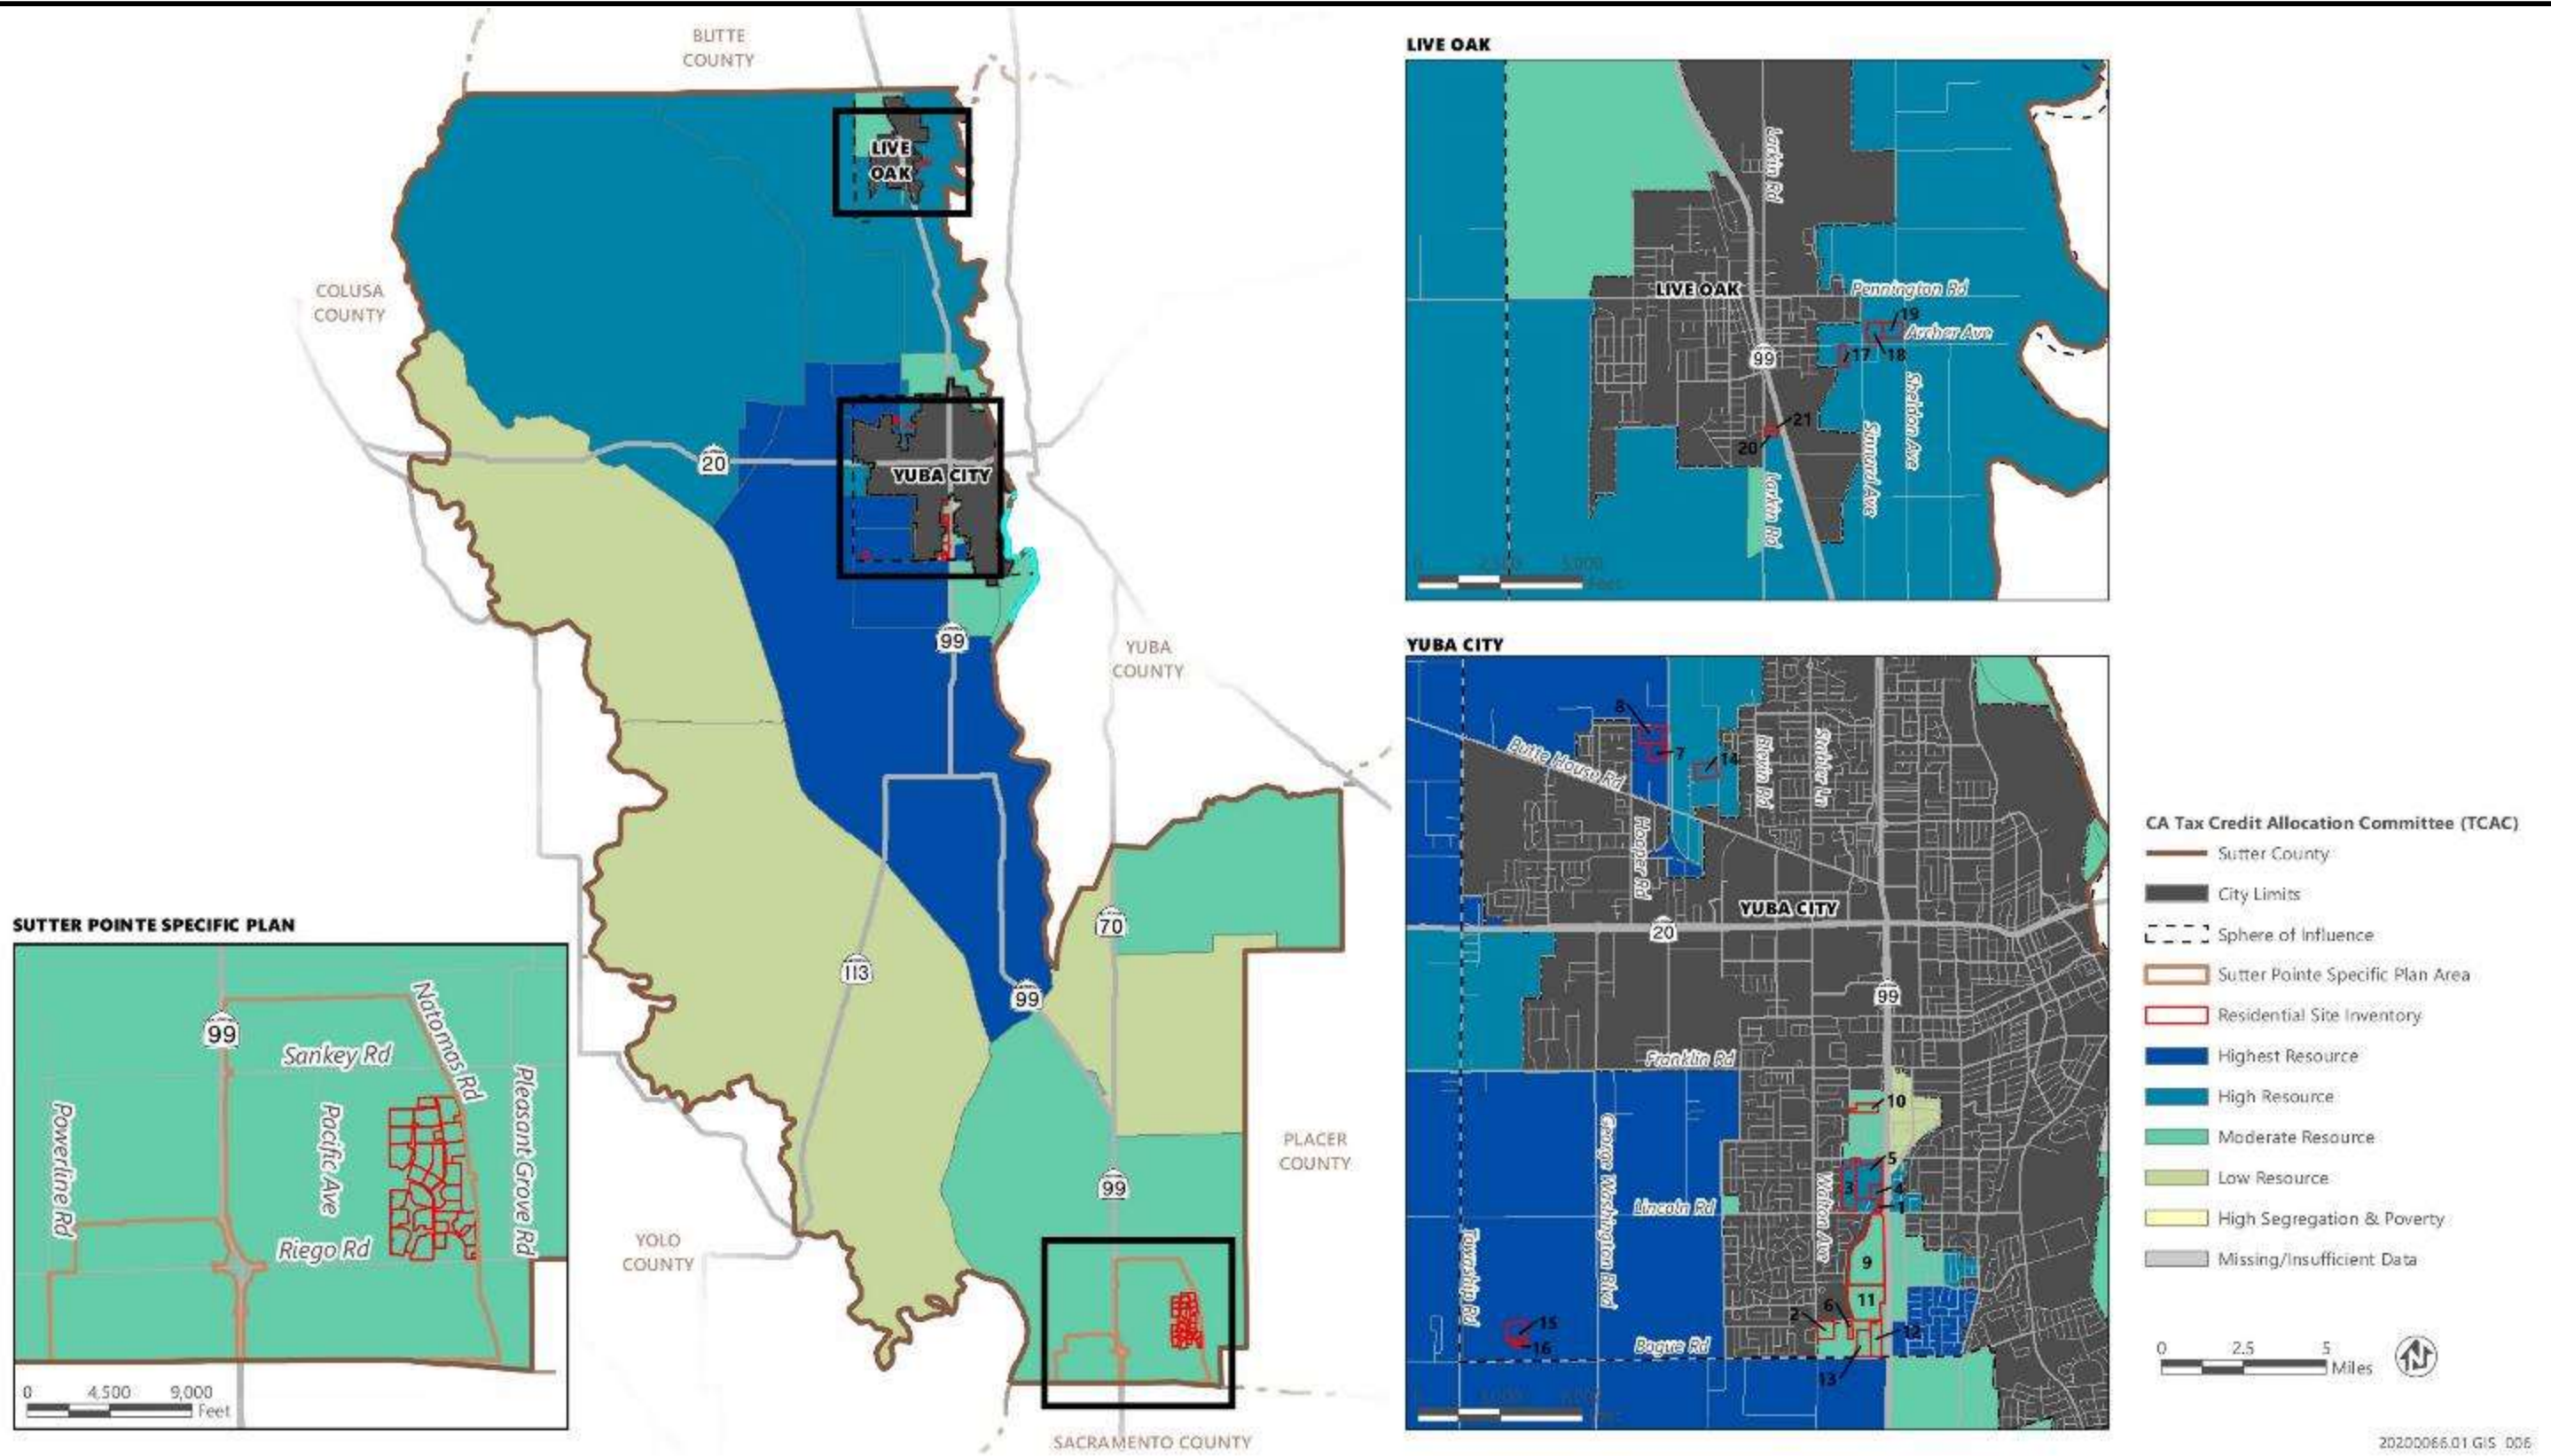 BUTTE
COUNTY
COLUSA
COUNTY
LIVE
OAK
20
YUBA CITY
99
YUBA
COUNTY
70
113
99
99
PLACER
COUNTY
YOLO
COUNTY
SACRAMENTO COUNTY
SUTTER POINTE SPECIFIC PLAN
99
Sankey Rd
Natomas Rd
Powerline Rd
Pacific Ave
Pleasant Grove Rd
Riego Rd
0 4,500 9,000
Feet
LIVE OAK
Larkin Rd
LIVE OAK
Pennington Rd
19
Archer Ave
99
17
18
Sheldon Ave
21
20
Sinnard Ave
Larkin Rd
0 2,500 5,000
Feet
YUBA CITY
8
7
14
Butte House Rd
Blevin Rd
Stabler Ln
Hooper Rd
YUBA CITY
20
99
Franklin Rd
10
George Washington Blvd
5
3
4
1
Lincoln Rd
Walton Ave
Township Rd
9
11
6
2
15
16
12
Bogue Rd
13
CA Tax Credit Allocation Committee (TCAC)
Sutter County
City Limits
Sphere of Influence
Sutter Pointe Specific Plan Area
Residential Site Inventory
Highest Resource
High Resource
Moderate Resource
Low Resource
High Segregation & Poverty
Missing/Insufficient Data
0 2.5 5
Miles
N
20200066.01 GIS 006